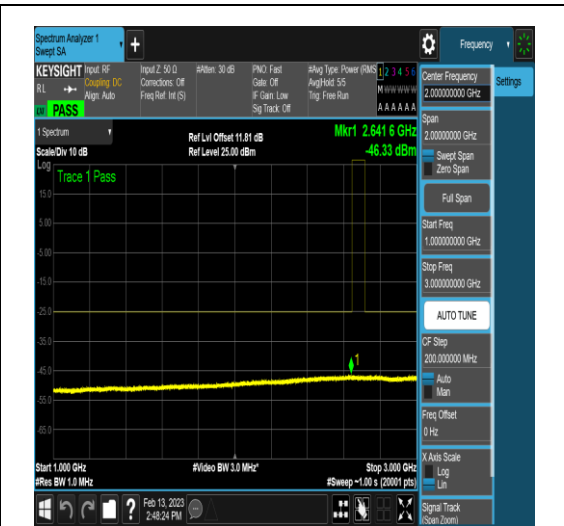 Spectrum Analyzer 1
Swept SA
Frequency
KEYSIGHT
RL
PASS
Input: RF
Coupling: DC
Align: Auto
Input Z: 50 Ω
Corrections: Off
Freq Ref: Int (S)
#Atten: 30 dB
PNO: Fast
Gate: Off
IF Gain: Low
Sig Track: Off
#Avg Type: Power (RMS
Avg|Hold: 5/5
Trig: Free Run
1 2 3 4 5 6
M W W W W W
A A A A A A
1 Spectrum
Scale/Div 10 dB
Ref Lvl Offset 11.81 dB
Ref Level 25.00 dBm
Mkr1 2.641 6 GHz
-46.33 dBm
Log
Trace 1 Pass
15.0
5.00
-5.00
-15.0
-25.0
-35.0
-45.0
-55.0
-65.0
1
Start 1.000 GHz
#Res BW 1.0 MHz
#Video BW 3.0 MHz*
Stop 3.000 GHz
#Sweep ~1.00 s (20001 pts)
Center Frequency
2.000000000 GHz
Settings
Span
2.00000000 GHz
Swept Span
Zero Span
Full Span
Start Freq
1.000000000 GHz
Stop Freq
3.000000000 GHz
AUTO TUNE
CF Step
200.000000 MHz
Auto
Man
Freq Offset
0 Hz
X Axis Scale
Log
Lin
Signal Track
(Span Zoom)
?
Feb 13, 2023
2:48:24 PM